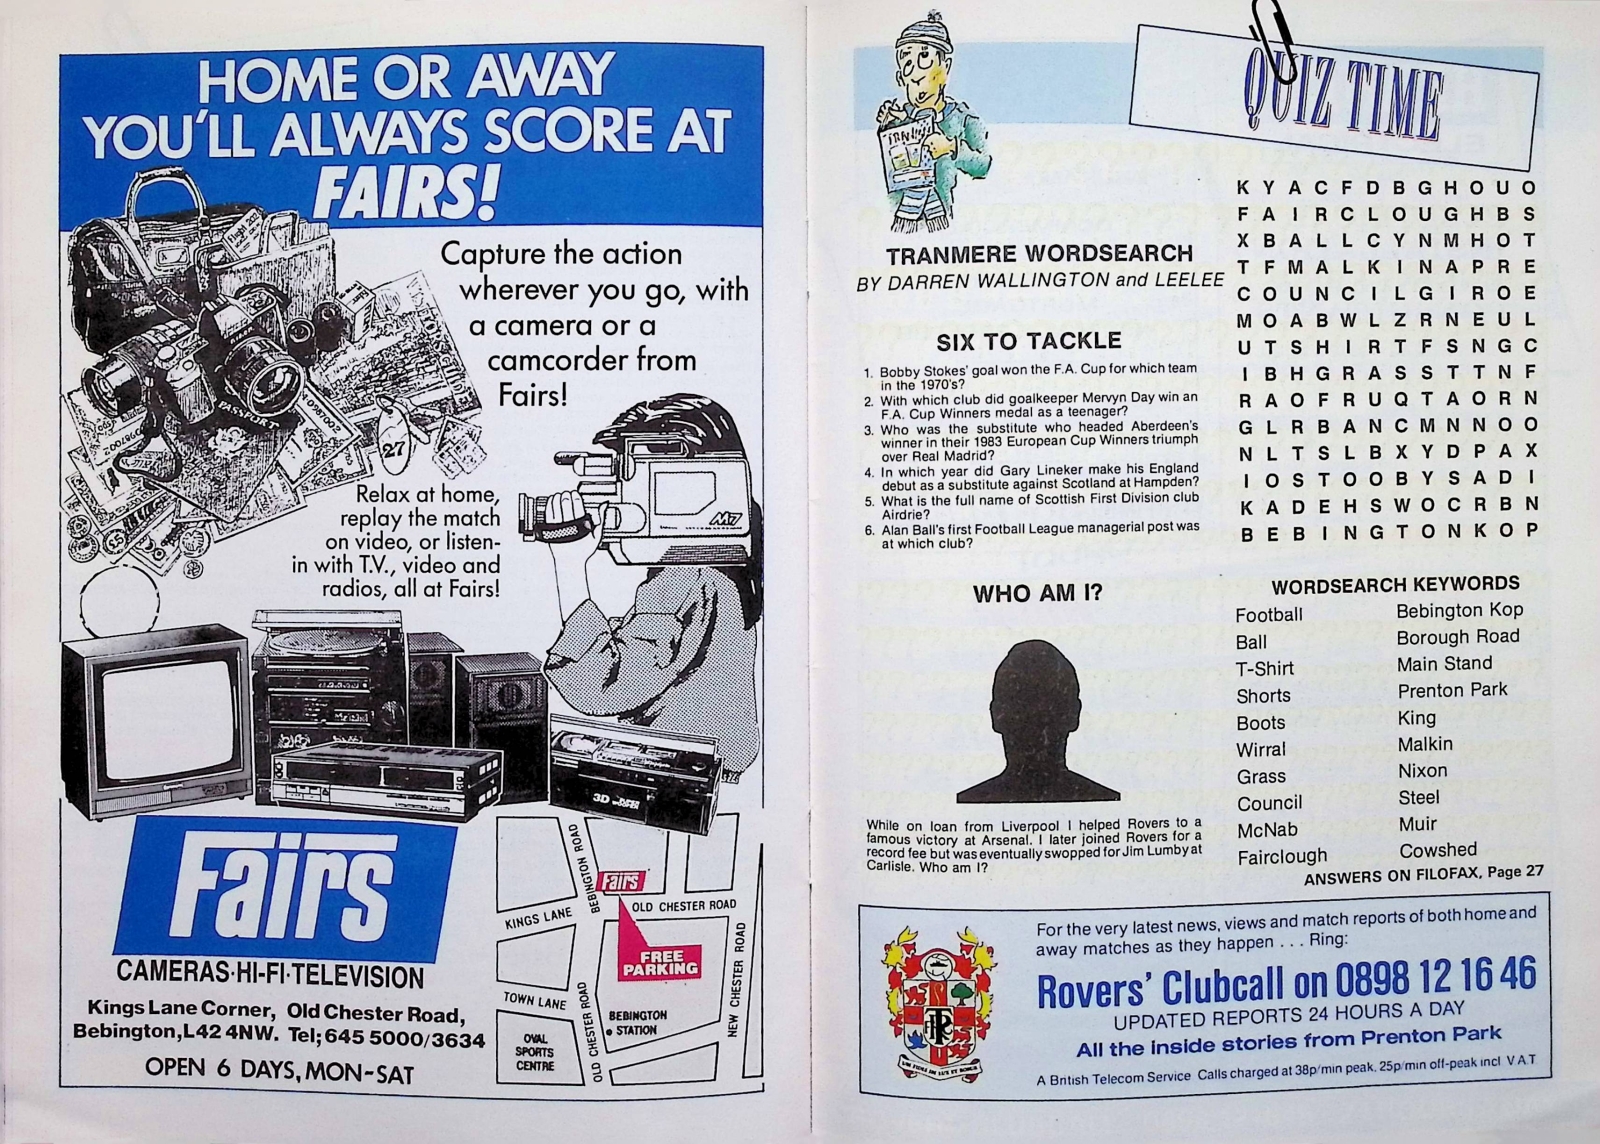 HOME OR AWAY
YOU'LL ALWAYS SCORE AT
FAIRS!
Capture the action
wherever you go, with
a camera or a
camcorder from
Fairs!
PASSPORT
27
M7
Relax at home,
replay the match
on video, or listen-
in with T.V., video and
radios, all at Fairs!
3D
Fairs
CAMERAS·HI-FI·TELEVISION
Kings Lane Corner, Old Chester Road,
Bebington, L42 4NW. Tel; 645 5000/3634
OPEN 6 DAYS, MON-SAT
BEBINGTON ROAD
Fairs
KINGS LANE
OLD CHESTER ROAD
FREE
PARKING
TOWN LANE
OLD CHESTER ROAD
BEBINGTON
STATION
NEW CHESTER ROAD
OVAL
SPORTS
CENTRE
QUIZ TIME
TRANMERE WORDSEARCH
BY DARREN WALLINGTON and LEELEE
K Y A C F D B G H O U O
F A I R C L O U G H B S
X B A L L C Y N M H O T
T F M A L K I N A P R E
C O U N C I L G I R O E
M O A B W L Z R N E U L
U T S H I R T F S N G C
I B H G R A S S T T N F
R A O F R U Q T A O R N
G L R B A N C M N N O O
N L T S L B X Y D P A X
I O S T O O B Y S A D I
K A D E H S W O C R B N
B E B I N G T O N K O P
SIX TO TACKLE
1. Bobby Stokes' goal won the F.A. Cup for which team
in the 1970's?
2. With which club did goalkeeper Mervyn Day win an
F.A. Cup Winners medal as a teenager?
3. Who was the substitute who headed Aberdeen's
winner in their 1983 European Cup Winners triumph
over Real Madrid?
4. In which year did Gary Lineker make his England
debut as a substitute against Scotland at Hampden?
5. What is the full name of Scottish First Division club
Airdrie?
6. Alan Ball's first Football League managerial post was
at which club?
WHO AM I?
While on loan from Liverpool I helped Rovers to a
famous victory at Arsenal. I later joined Rovers for a
record fee but was eventually swopped for Jim Lumby at
Carlisle. Who am I?
WORDSEARCH KEYWORDS
Football
Ball
T-Shirt
Shorts
Boots
Wirral
Grass
Council
McNab
Fairclough
Bebington Kop
Borough Road
Main Stand
Prenton Park
King
Malkin
Nixon
Steel
Muir
Cowshed
ANSWERS ON FILOFAX, Page 27
For the very latest news, views and match reports of both home and
away matches as they happen . . . Ring:
Rovers' Clubcall on 0898 12 16 46
UPDATED REPORTS 24 HOURS A DAY
All the inside stories from Prenton Park
A British Telecom Service Calls charged at 38p/min peak, 25p/min off-peak incl V A T